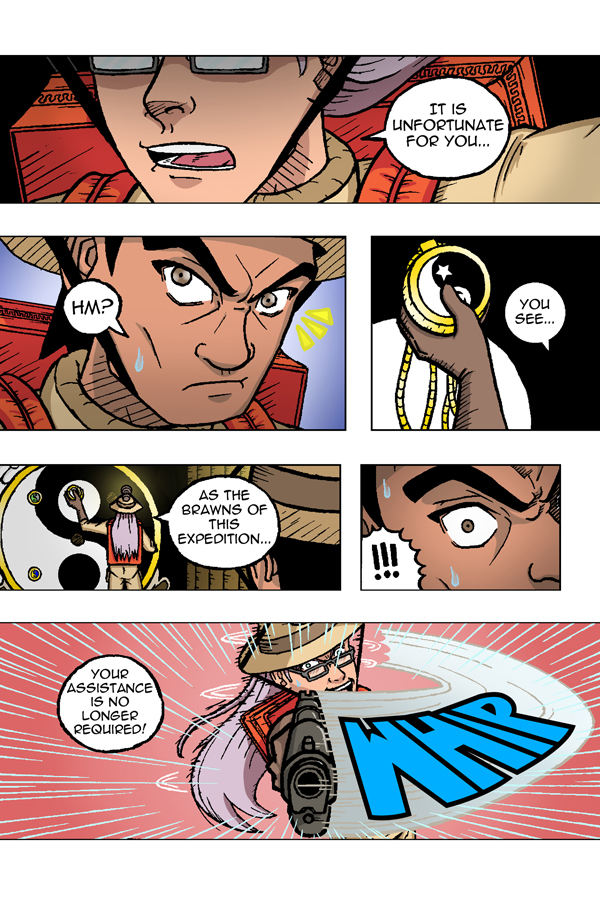 IT IS
UNFORTUNATE
FOR YOU...
HM?
YOU
SEE...
AS THE
BRAWNS OF
THIS
EXPEDITION...
!!!
YOUR
ASSISTANCE
IS NO
LONGER
REQUIRED!
WHIP